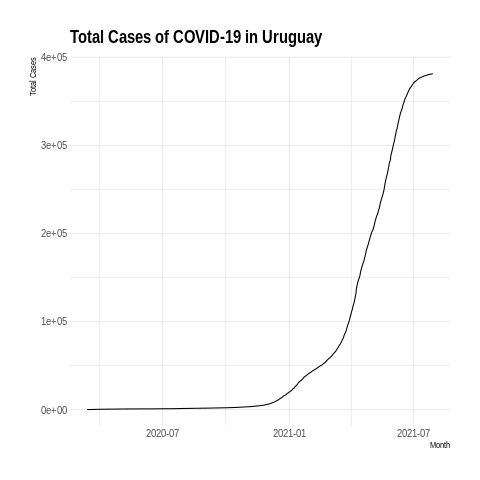 Total Cases of COVID-19 in Uruguay
Total Cases
4e+05
3e+05
2e+05
1e+05
0e+00
2020-07
2021-01
2021-07
Month